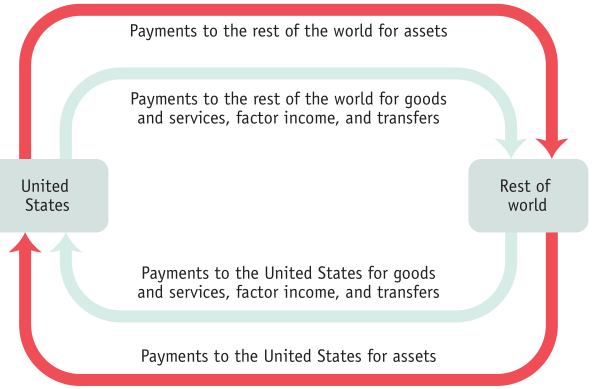 Payments to the rest of the world for assets
Payments to the rest of the world for goods
and services, factor income, and transfers
United
States
Rest of
world
Payments to the United States for goods
and services, factor income, and transfers
Payments to the United States for assets